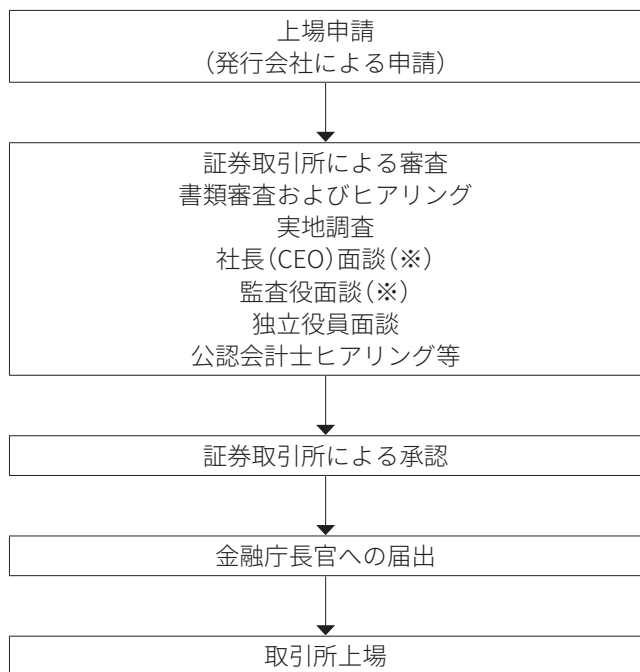 上場申請
（発行会社による申請）
証券取引所による審査
書類審査およびヒアリング
実地調査
社長（CEO）面談（※）
監査役面談（※）
独立役員面談
公認会計士ヒアリング等
証券取引所による承認
金融庁長官への届出
取引所上場